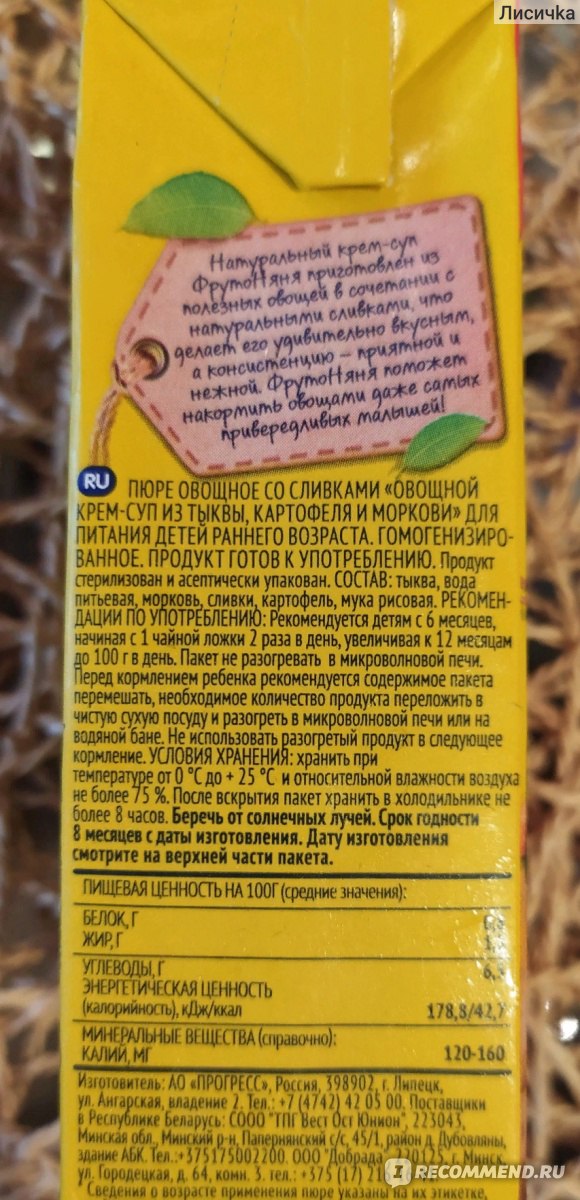 Лисичка
Натуральный крем-суп
ФрутоНяня приготовлен из
полезных овощей в сочетании с
натуральными сливками, что
делает его удивительно вкусным,
а консистенцию – приятной и
нежной. ФрутоНяня поможет
накормить овощами даже самых
привередливых малышей!
RU ПЮРЕ ОВОЩНОЕ СО СЛИВКАМИ «ОВОЩНОЙ
КРЕМ-СУП ИЗ ТЫКВЫ, КАРТОФЕЛЯ И МОРКОВИ» ДЛЯ
ПИТАНИЯ ДЕТЕЙ РАННЕГО ВОЗРАСТА. ГОМОГЕНИЗИРО-
ВАННОЕ. ПРОДУКТ ГОТОВ К УПОТРЕБЛЕНИЮ. Продукт
стерилизован и асептически упакован. СОСТАВ: тыква, вода
питьевая, морковь, сливки, картофель, мука рисовая. РЕКОМЕН-
ДАЦИИ ПО УПОТРЕБЛЕНИЮ: Рекомендуется детям с 6 месяцев,
начиная с 1 чайной ложки 2 раза в день, увеличивая к 12 месяцам
до 100 г в день. Пакет не разогревать в микроволновой печи.
Перед кормлением ребенка рекомендуется содержимое пакета
перемешать, необходимое количество продукта переложить в
чистую сухую посуду и разогреть в микроволновой печи или на
водяной бане. Не использовать разогретый продукт в следующее
кормление. УСЛОВИЯ ХРАНЕНИЯ: хранить при
температуре от 0 °С до + 25 °С и относительной влажности воздуха
не более 75 %. После вскрытия пакет хранить в холодильнике не
более 8 часов. Беречь от солнечных лучей. Срок годности
8 месяцев с даты изготовления. Дату изготовления
смотрите на верхней части пакета.
ПИЩЕВАЯ ЦЕННОСТЬ НА 100Г (средние значения):
БЕЛОК, Г
ЖИР, Г
УГЛЕВОДЫ, Г
ЭНЕРГЕТИЧЕСКАЯ ЦЕННОСТЬ
(калорийность), кДж/ккал 178,8/42,7
МИНЕРАЛЬНЫЕ ВЕЩЕСТВА (справочно):
КАЛИЙ, МГ 120-160
Изготовитель: АО «ПРОГРЕСС», Россия, 398902, г. Липецк,
ул. Ангарская, владение 2. Тел.: +7 (4742) 42 05 00. Поставщики
в Республике Беларусь: СООО "ТПГ Вест Ост Юнион", 223043,
Минская обл., Минский р-н, Папернянский с/с, 45/1, район д. Дубовляны,
здание АБК. Тел.:+375175002200. ООО "Добрада", 220125, г. Минск,
ул. Городецкая, д. 64, комн. 3. тел.: +375 (17)
Сведения о возрасте применения пюре указаны на их этикетке.
IRECOMMEND.RU